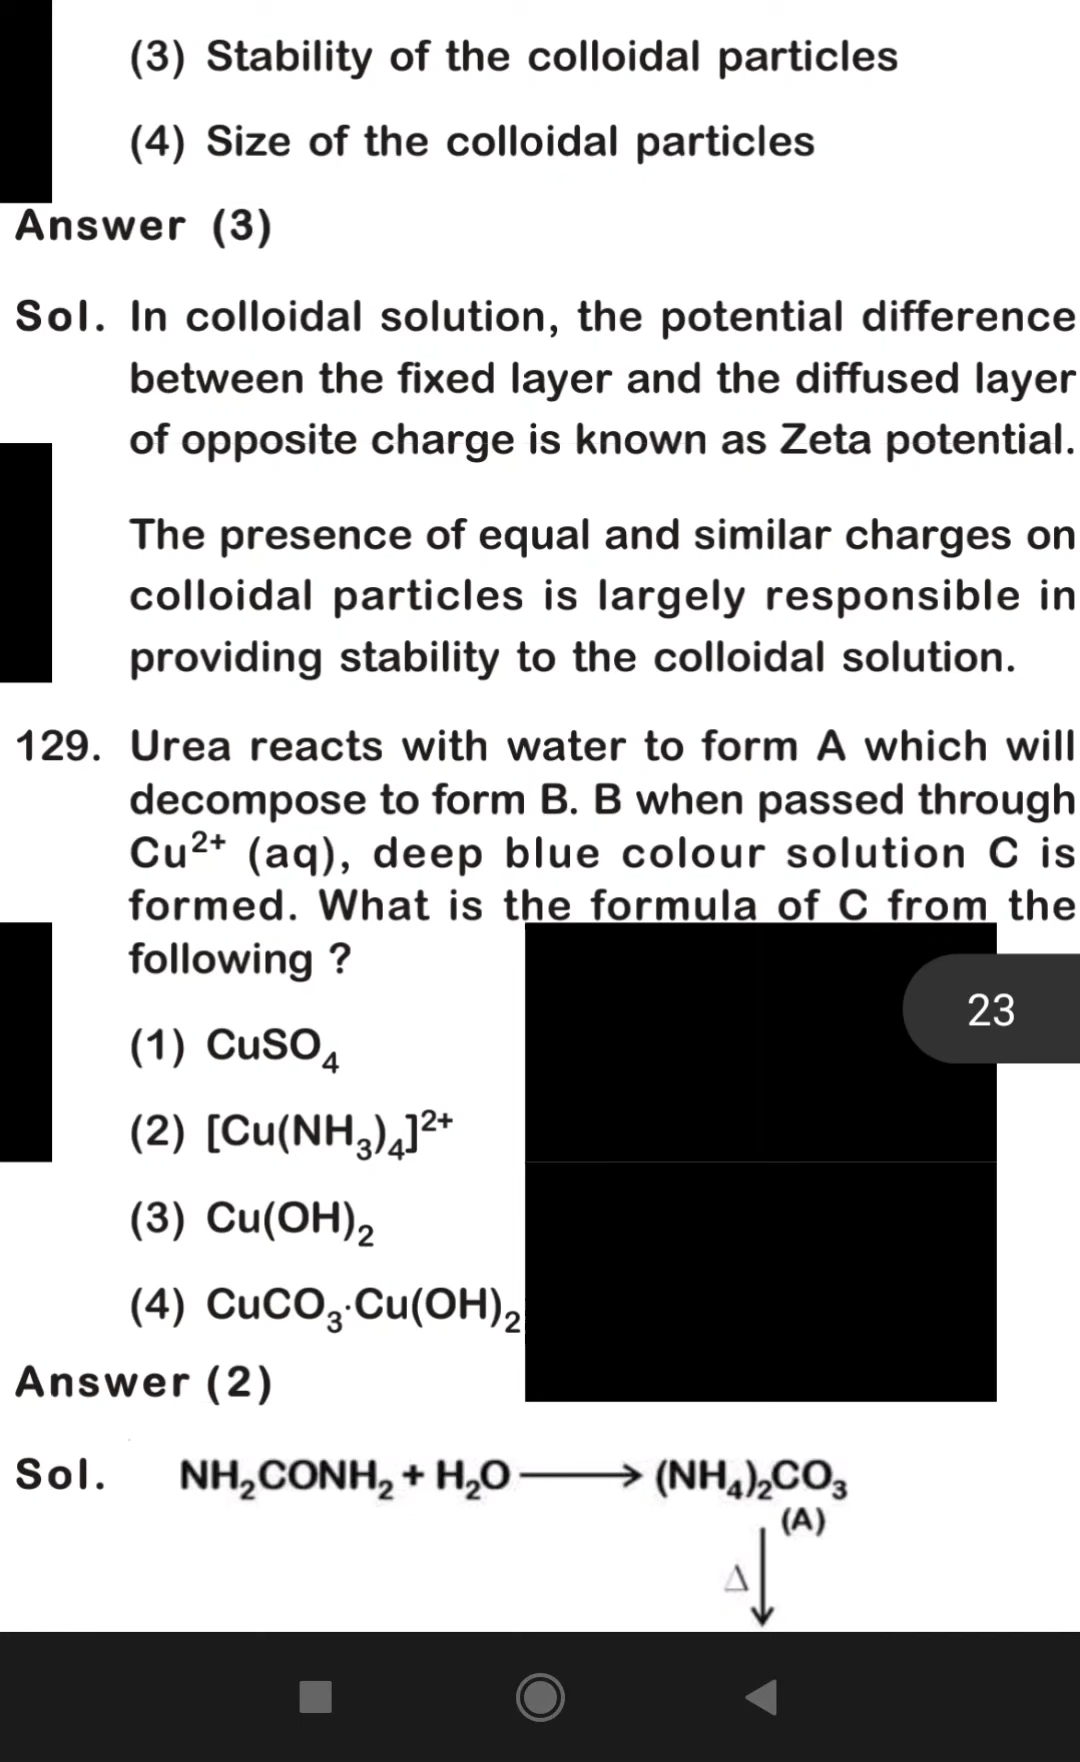 (3) Stability of the colloidal particles
(4) Size of the colloidal particles
Answer (3)
Sol. In colloidal solution, the potential difference
between the fixed layer and the diffused layer
of opposite charge is known as Zeta potential.
The presence of equal and similar charges on
colloidal particles is largely responsible in
providing stability to the colloidal solution.
129. Urea reacts with water to form A which will
decompose to form B. B when passed through
Cu²⁺ (aq), deep blue colour solution C is
formed. What is the formula of C from the
following ?
23
(1) CuSO₄
(2) [Cu(NH₃)₄]²⁺
(3) Cu(OH)₂
(4) CuCO₃·Cu(OH)₂
Answer (2)
Sol. NH₂CONH₂ + H₂O ⟶ (NH₄)₂CO₃
(A)
Δ↓